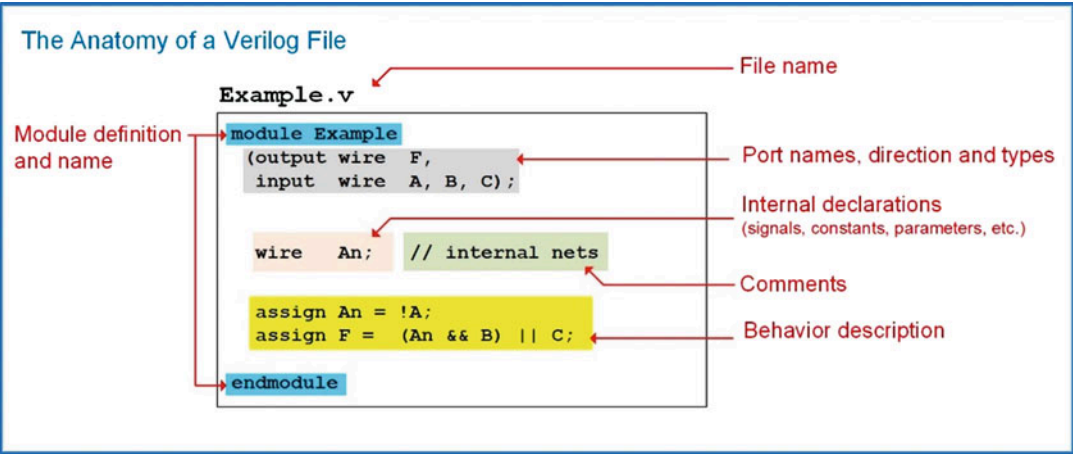 The Anatomy of a Verilog File
File name
Example.v
Module definition
and name
module Example
(output wire F,
input wire A, B, C);
Port names, direction and types
Internal declarations
(signals, constants, parameters, etc.)
wire An; // internal nets
Comments
assign An = !A;
assign F = (An && B) || C;
Behavior description
endmodule